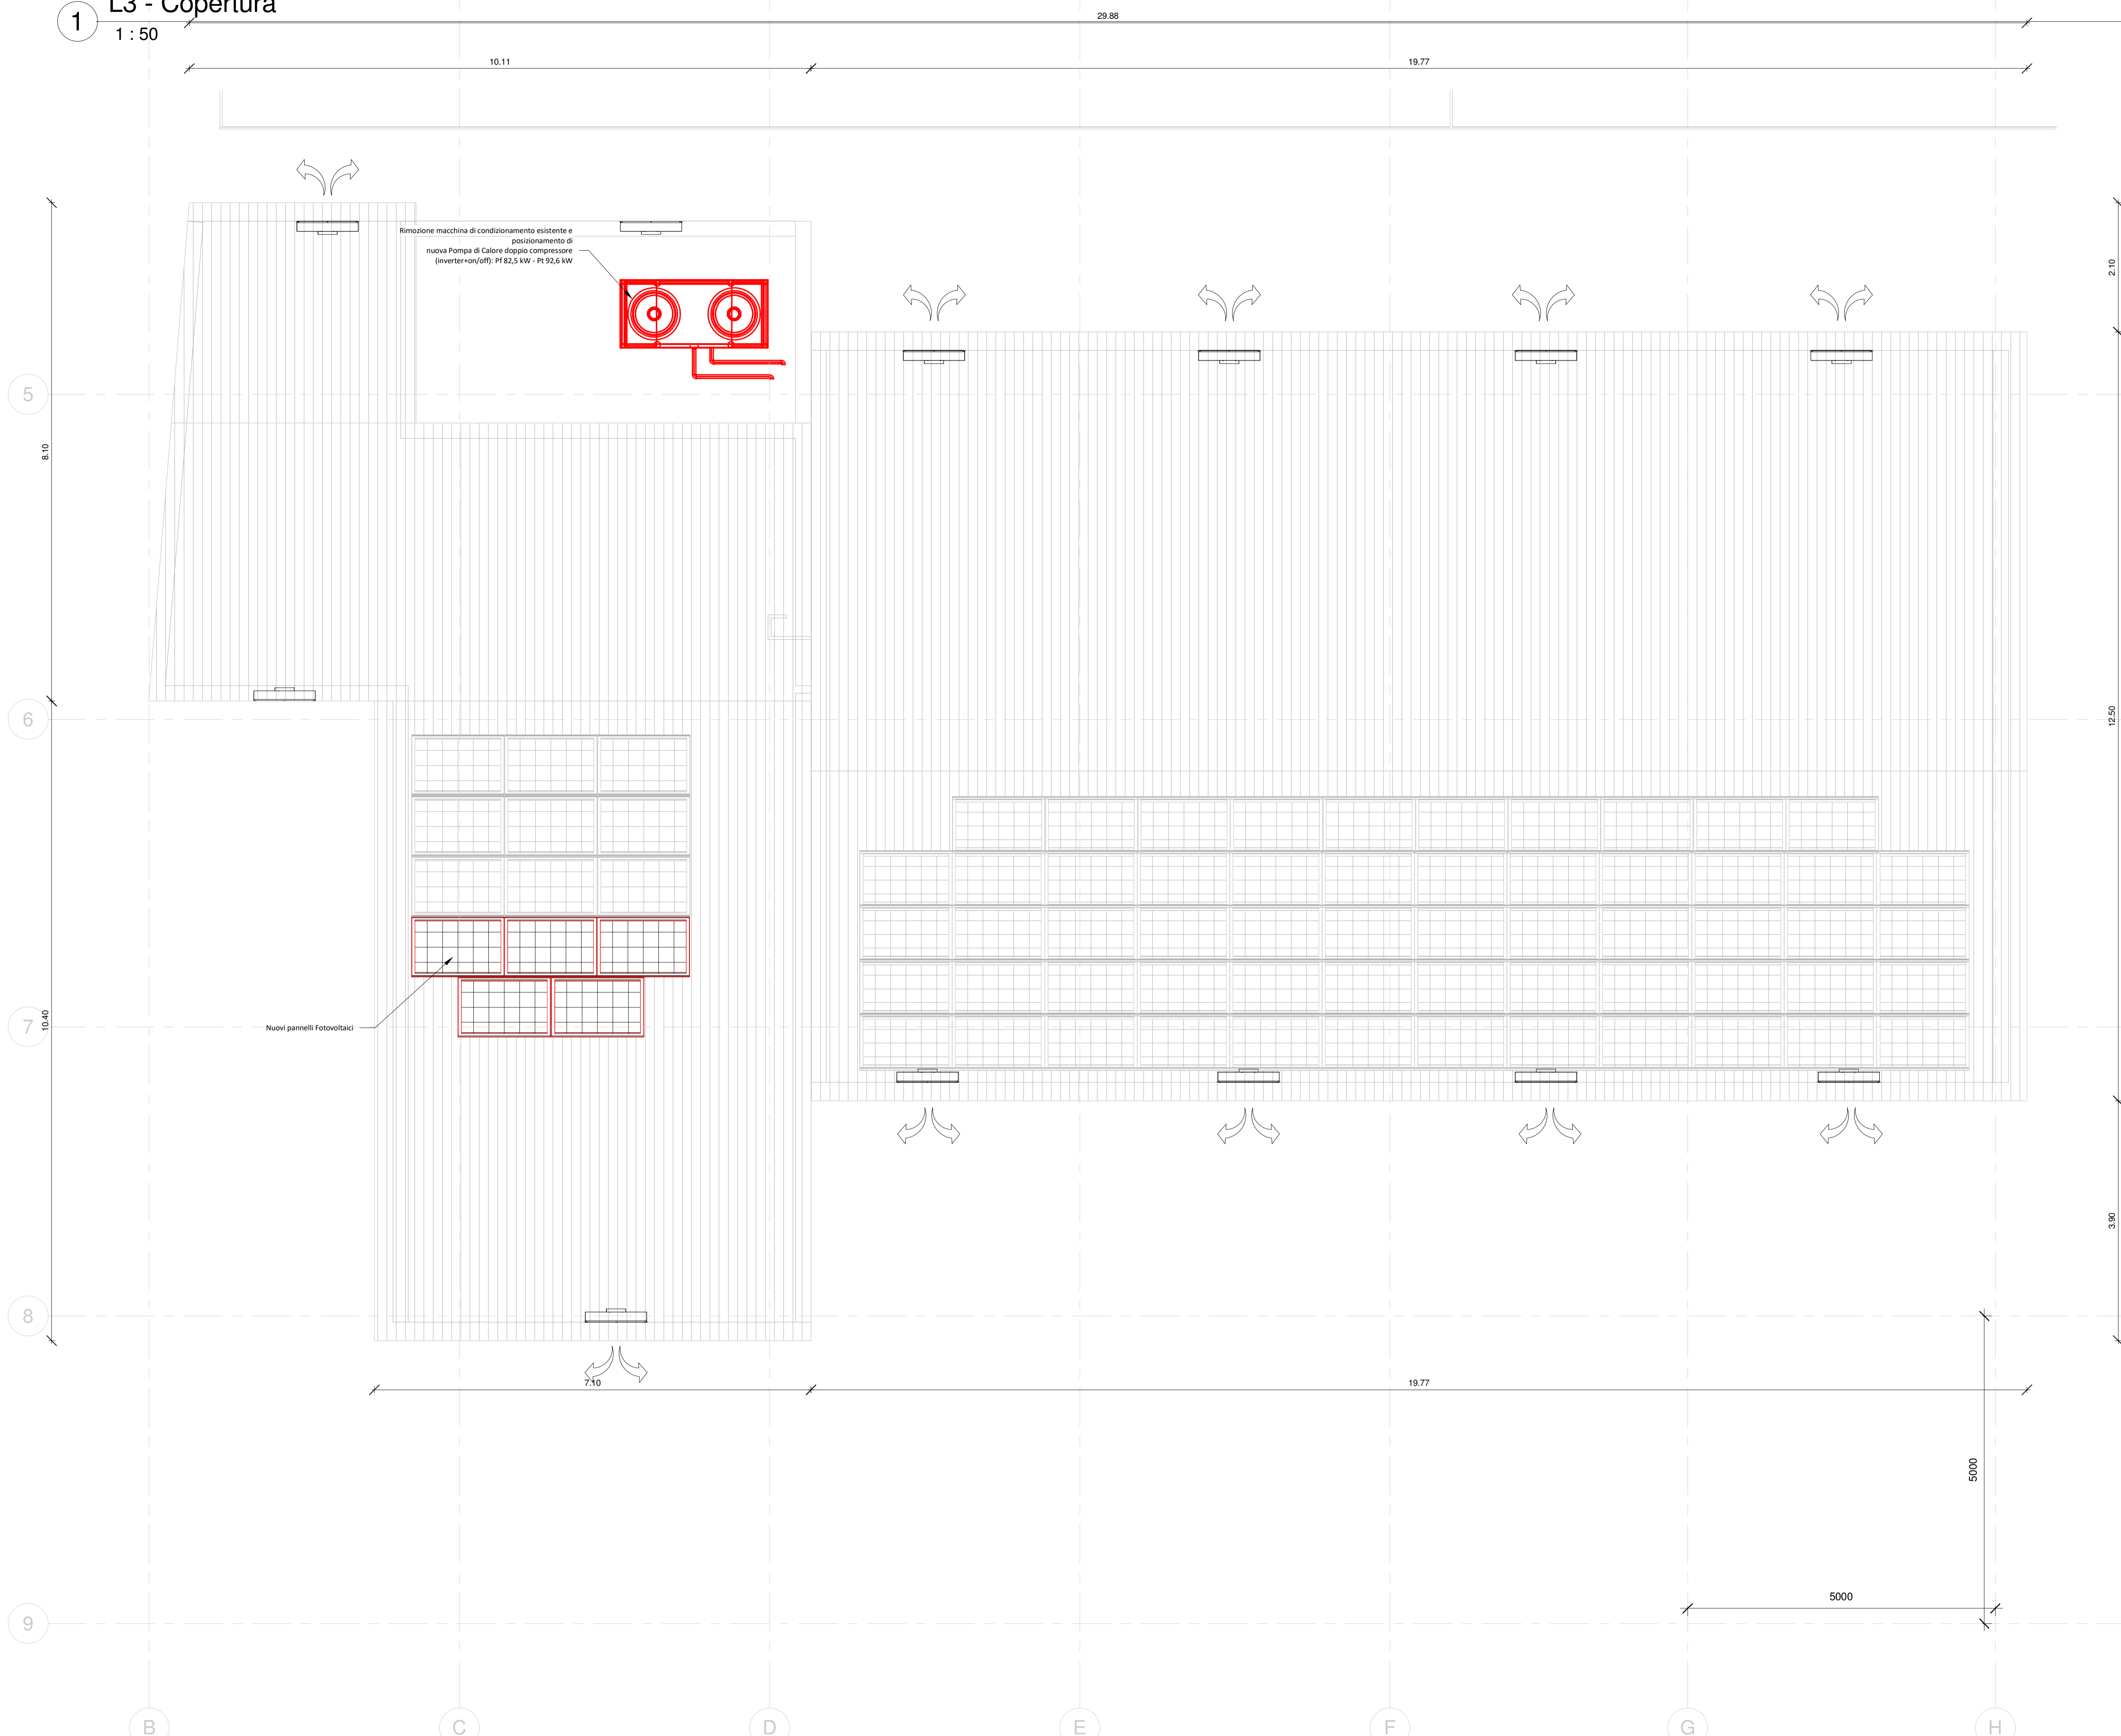 L3 - Copertura
1
1 : 50
29.88
10.11
19.77
Rimozione macchina di condizionamento esistente e
posizionamento di
nuova Pompa di Calore doppio compressore
(inverter+on/off): Pf 82,5 kW - Pt 92,6 kW
2.10
5
8.10
6
12.50
7
10.40
Nuovi pannelli Fotovoltaici
3.90
8
7.10
19.77
5000
5000
9
B
C
D
E
F
G
H